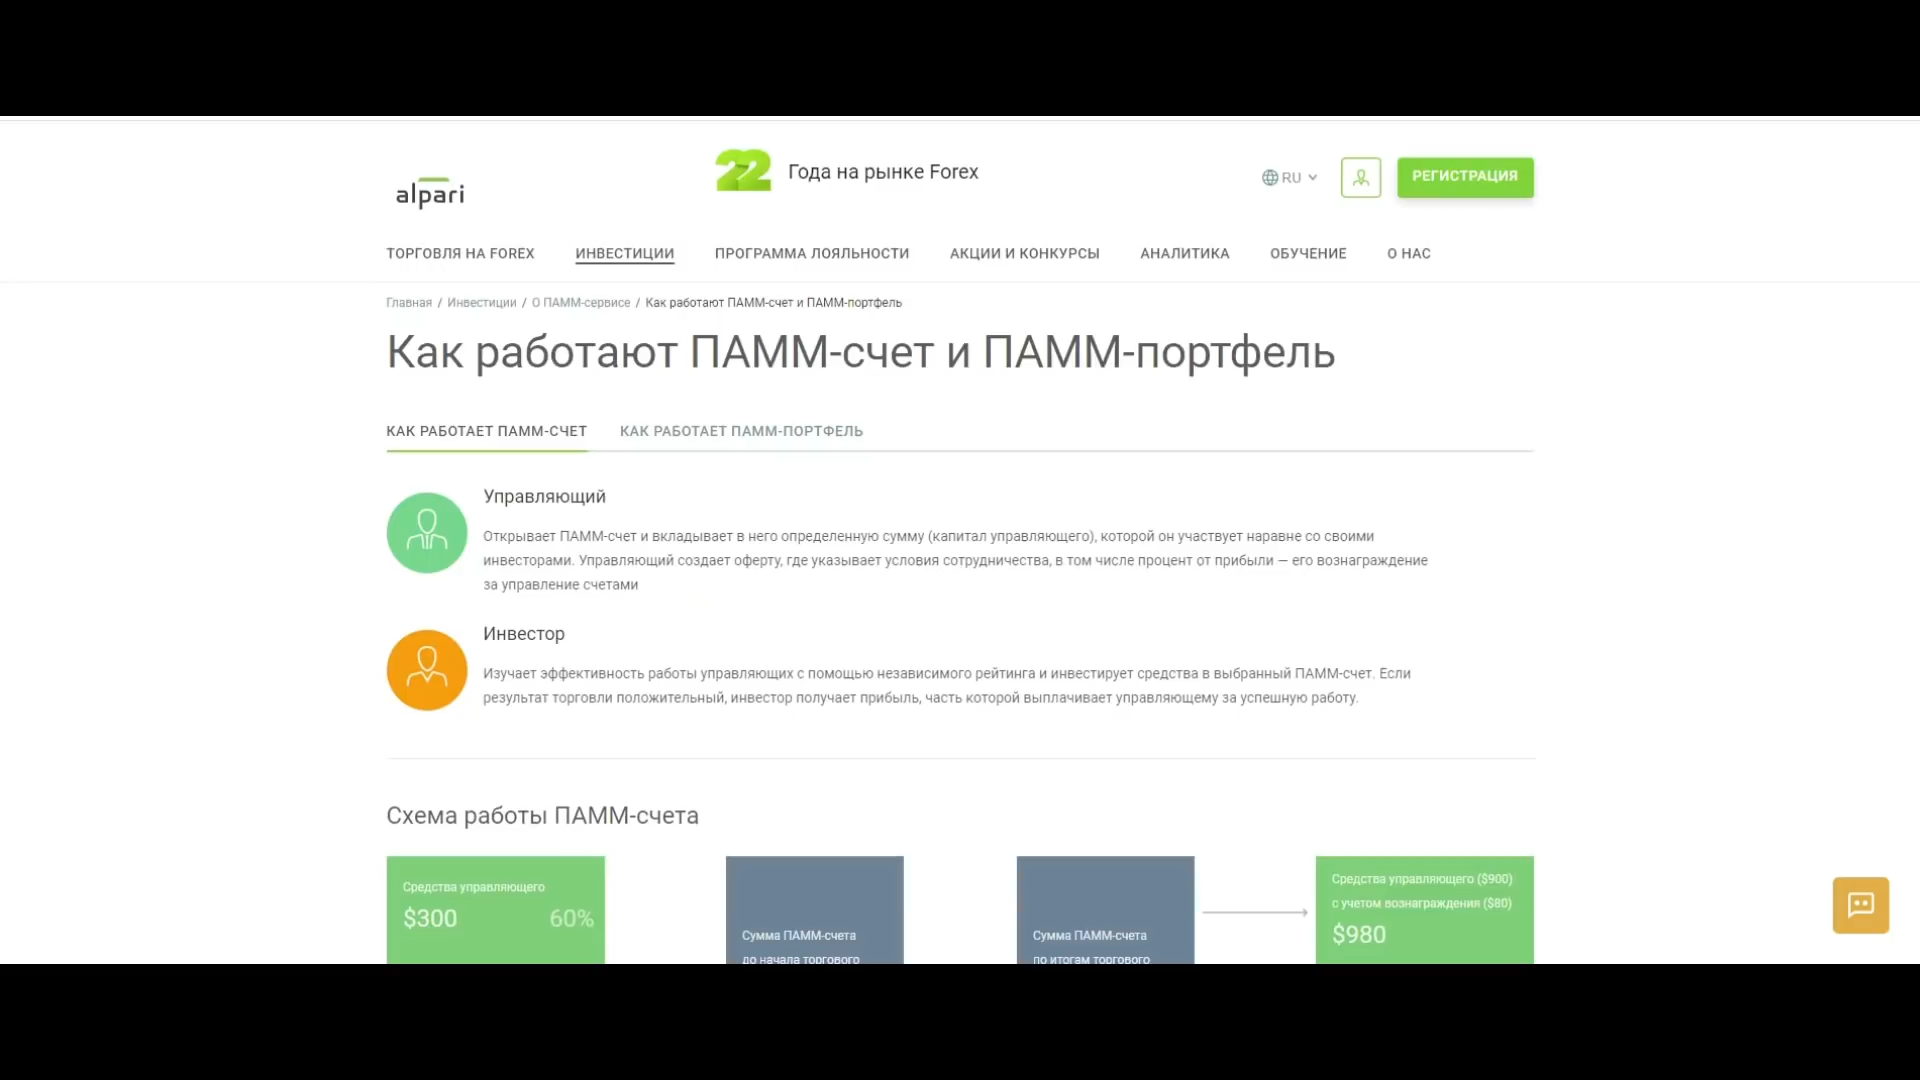 alpari
22 Года на рынке Forex
RU
РЕГИСТРАЦИЯ
ТОРГОВЛЯ НА FOREX ИНВЕСТИЦИИ ПРОГРАММА ЛОЯЛЬНОСТИ АКЦИИ И КОНКУРСЫ АНАЛИТИКА ОБУЧЕНИЕ О НАС
Главная / Инвестиции / О ПАММ-сервисе / Как работают ПАММ-счет и ПАММ-портфель
Как работают ПАММ-счет и ПАММ-портфель
КАК РАБОТАЕТ ПАММ-СЧЕТ КАК РАБОТАЕТ ПАММ-ПОРТФЕЛЬ
Управляющий
Открывает ПАММ-счет и вкладывает в него определенную сумму (капитал управляющего), которой он участвует наравне со своими
инвесторами. Управляющий создает оферту, где указывает условия сотрудничества, в том числе процент от прибыли — его вознаграждение
за управление счетами
Инвестор
Изучает эффективность работы управляющих с помощью независимого рейтинга и инвестирует средства в выбранный ПАММ-счет. Если
результат торговли положительный, инвестор получает прибыль, часть которой выплачивает управляющему за успешную работу.
Схема работы ПАММ-счета
Средства управляющего
$300 60%
Сумма ПАММ-счета
до начала торгового
Сумма ПАММ-счета
по итогам торгового
Средства управляющего ($900)
с учетом вознаграждения ($80)
$980